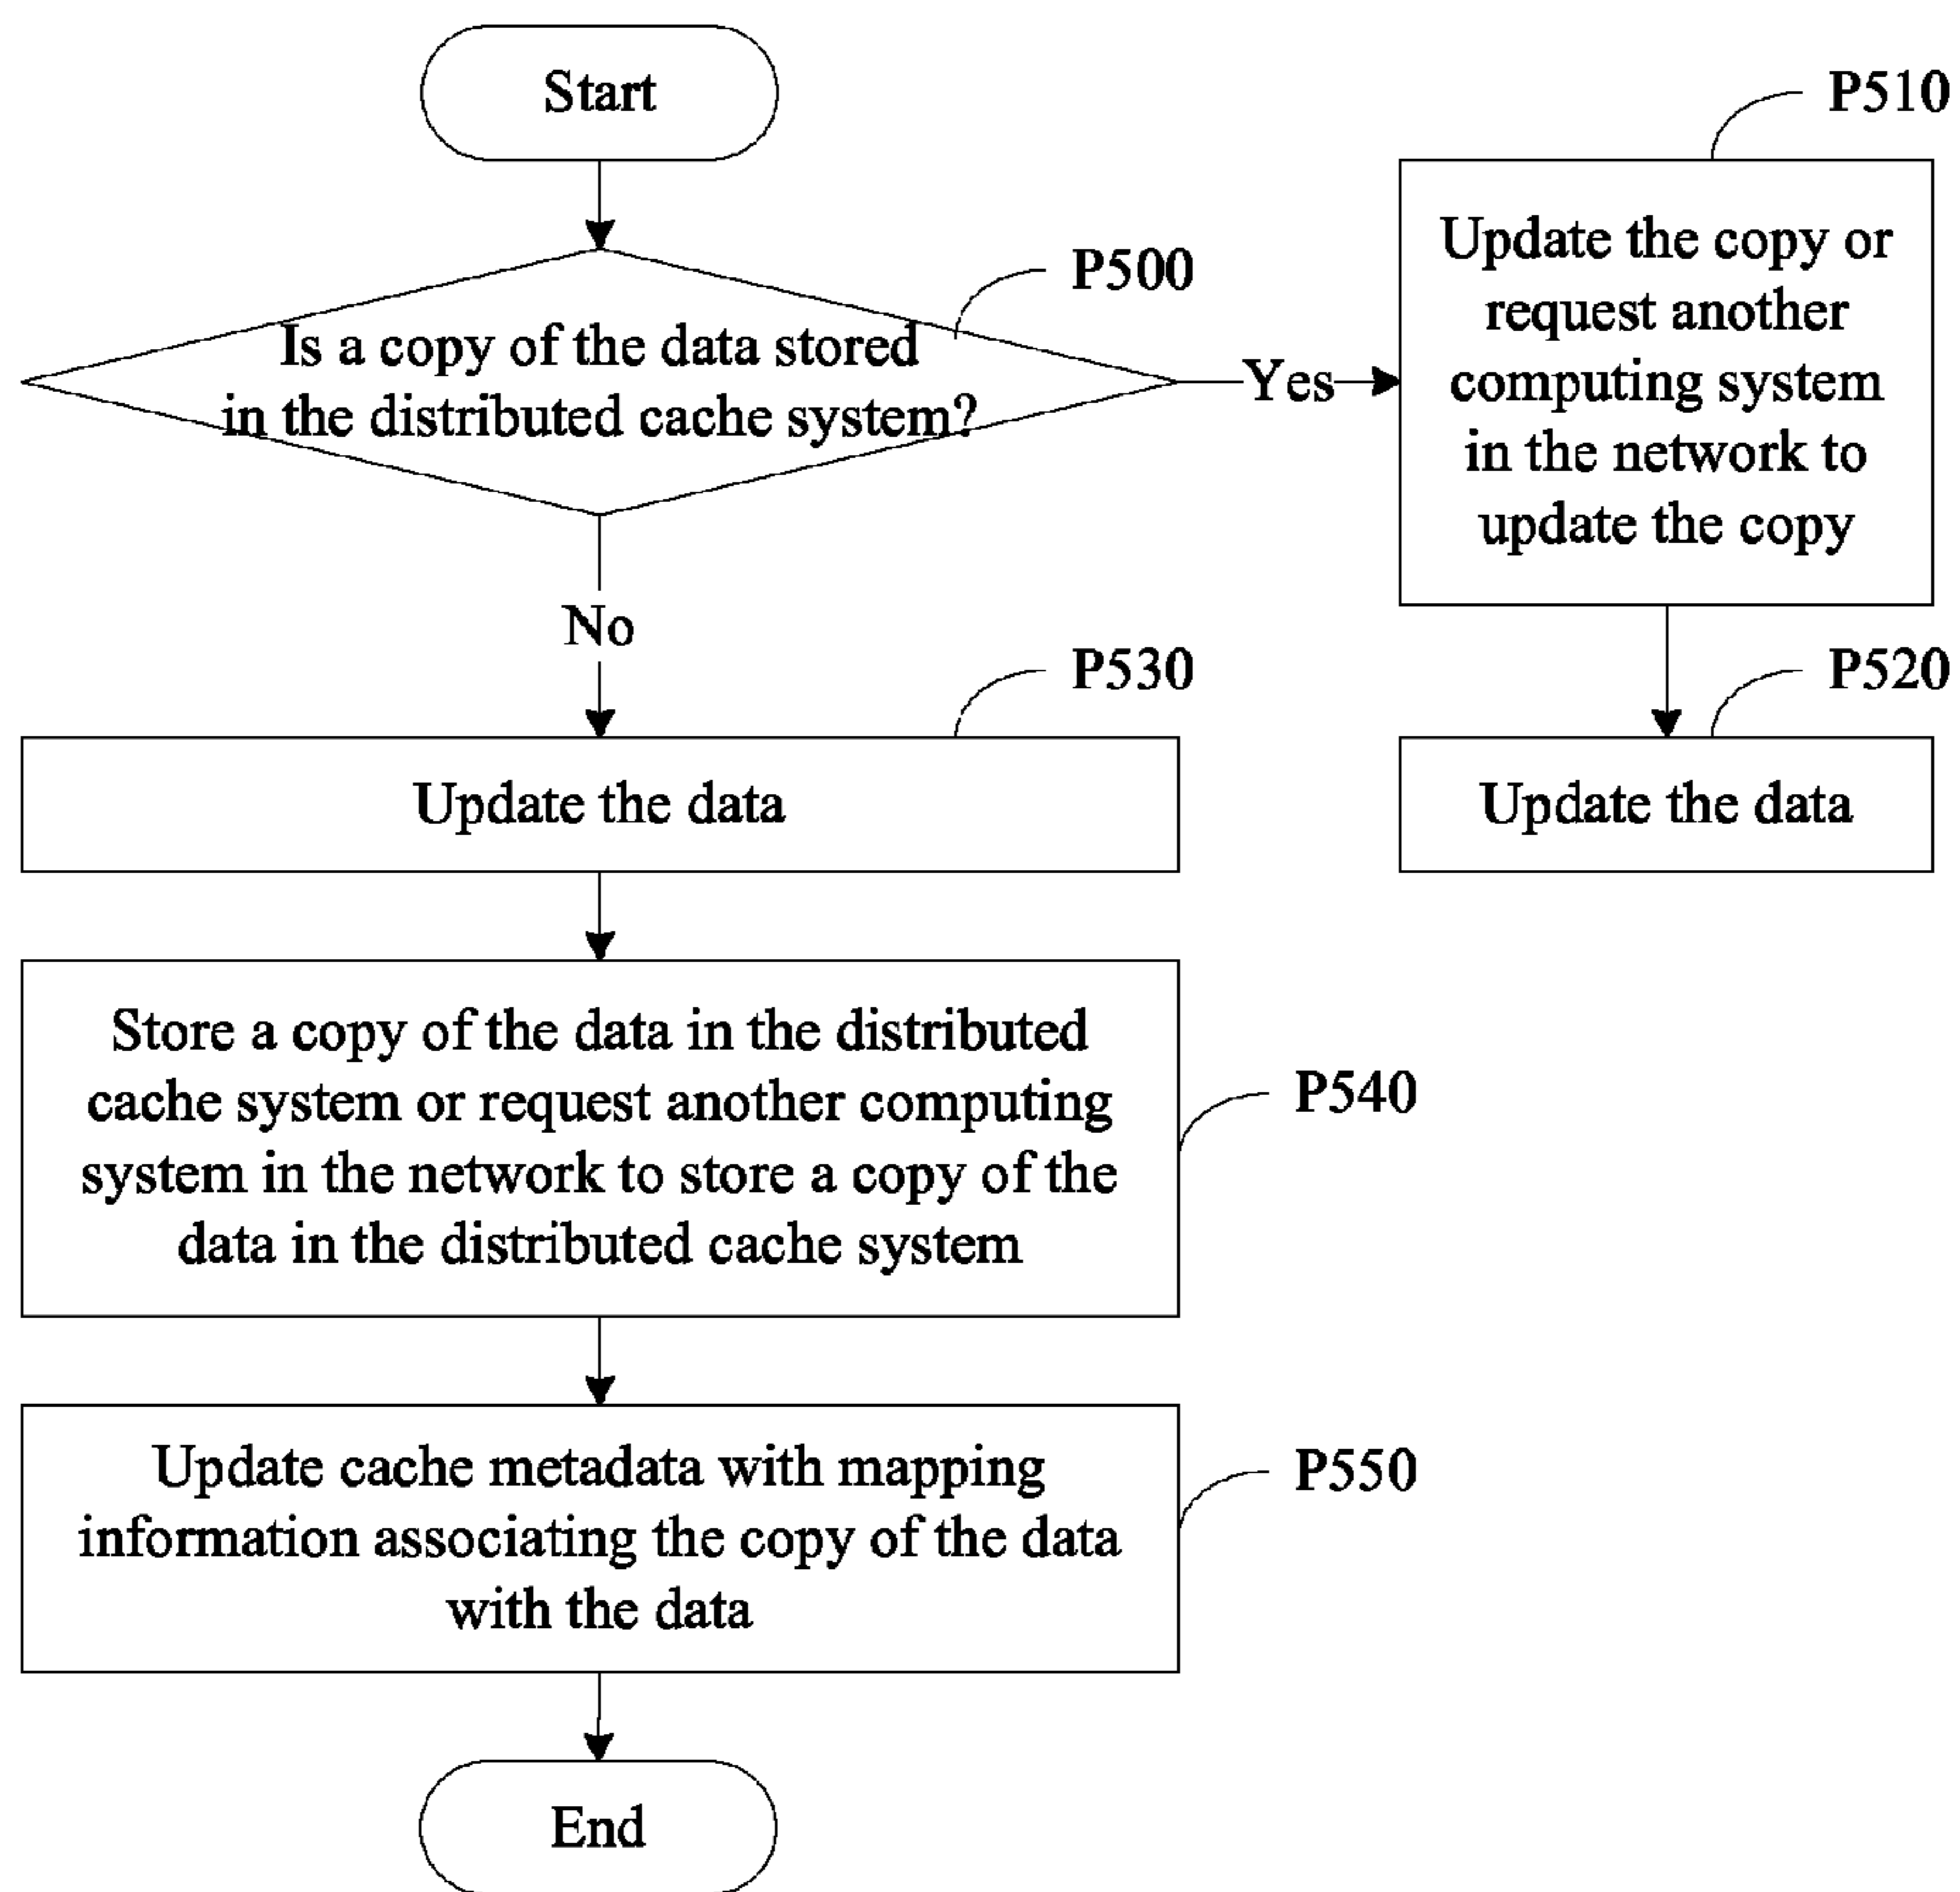 Start
P500
Is a copy of the data stored
in the distributed cache system?
Yes
P510
Update the copy or
request another
computing system
in the network to
update the copy
P520
Update the data
No
P530
Update the data
Store a copy of the data in the distributed
cache system or request another computing
system in the network to store a copy of the
data in the distributed cache system
P540
Update cache metadata with mapping
information associating the copy of the data
with the data
P550
End